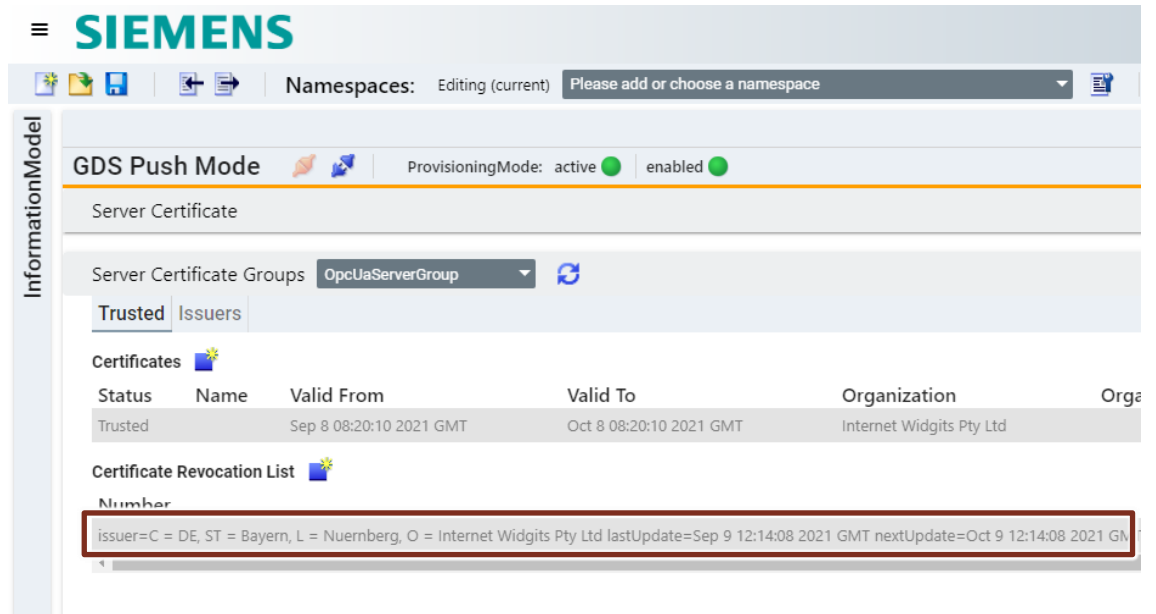 SIEMENS
Namespaces: Editing (current) Please add or choose a namespace
InformationModel
GDS Push Mode ProvisioningMode: active enabled
Server Certificate
Server Certificate Groups OpcUaServerGroup
Trusted Issuers
Certificates
Status Name Valid From Valid To Organization Orga
Trusted Sep 8 08:20:10 2021 GMT Oct 8 08:20:10 2021 GMT Internet Widgits Pty Ltd
Certificate Revocation List
Number
issuer=C = DE, ST = Bayern, L = Nuernberg, O = Internet Widgits Pty Ltd lastUpdate=Sep 9 12:14:08 2021 GMT nextUpdate=Oct 9 12:14:08 2021 GMT